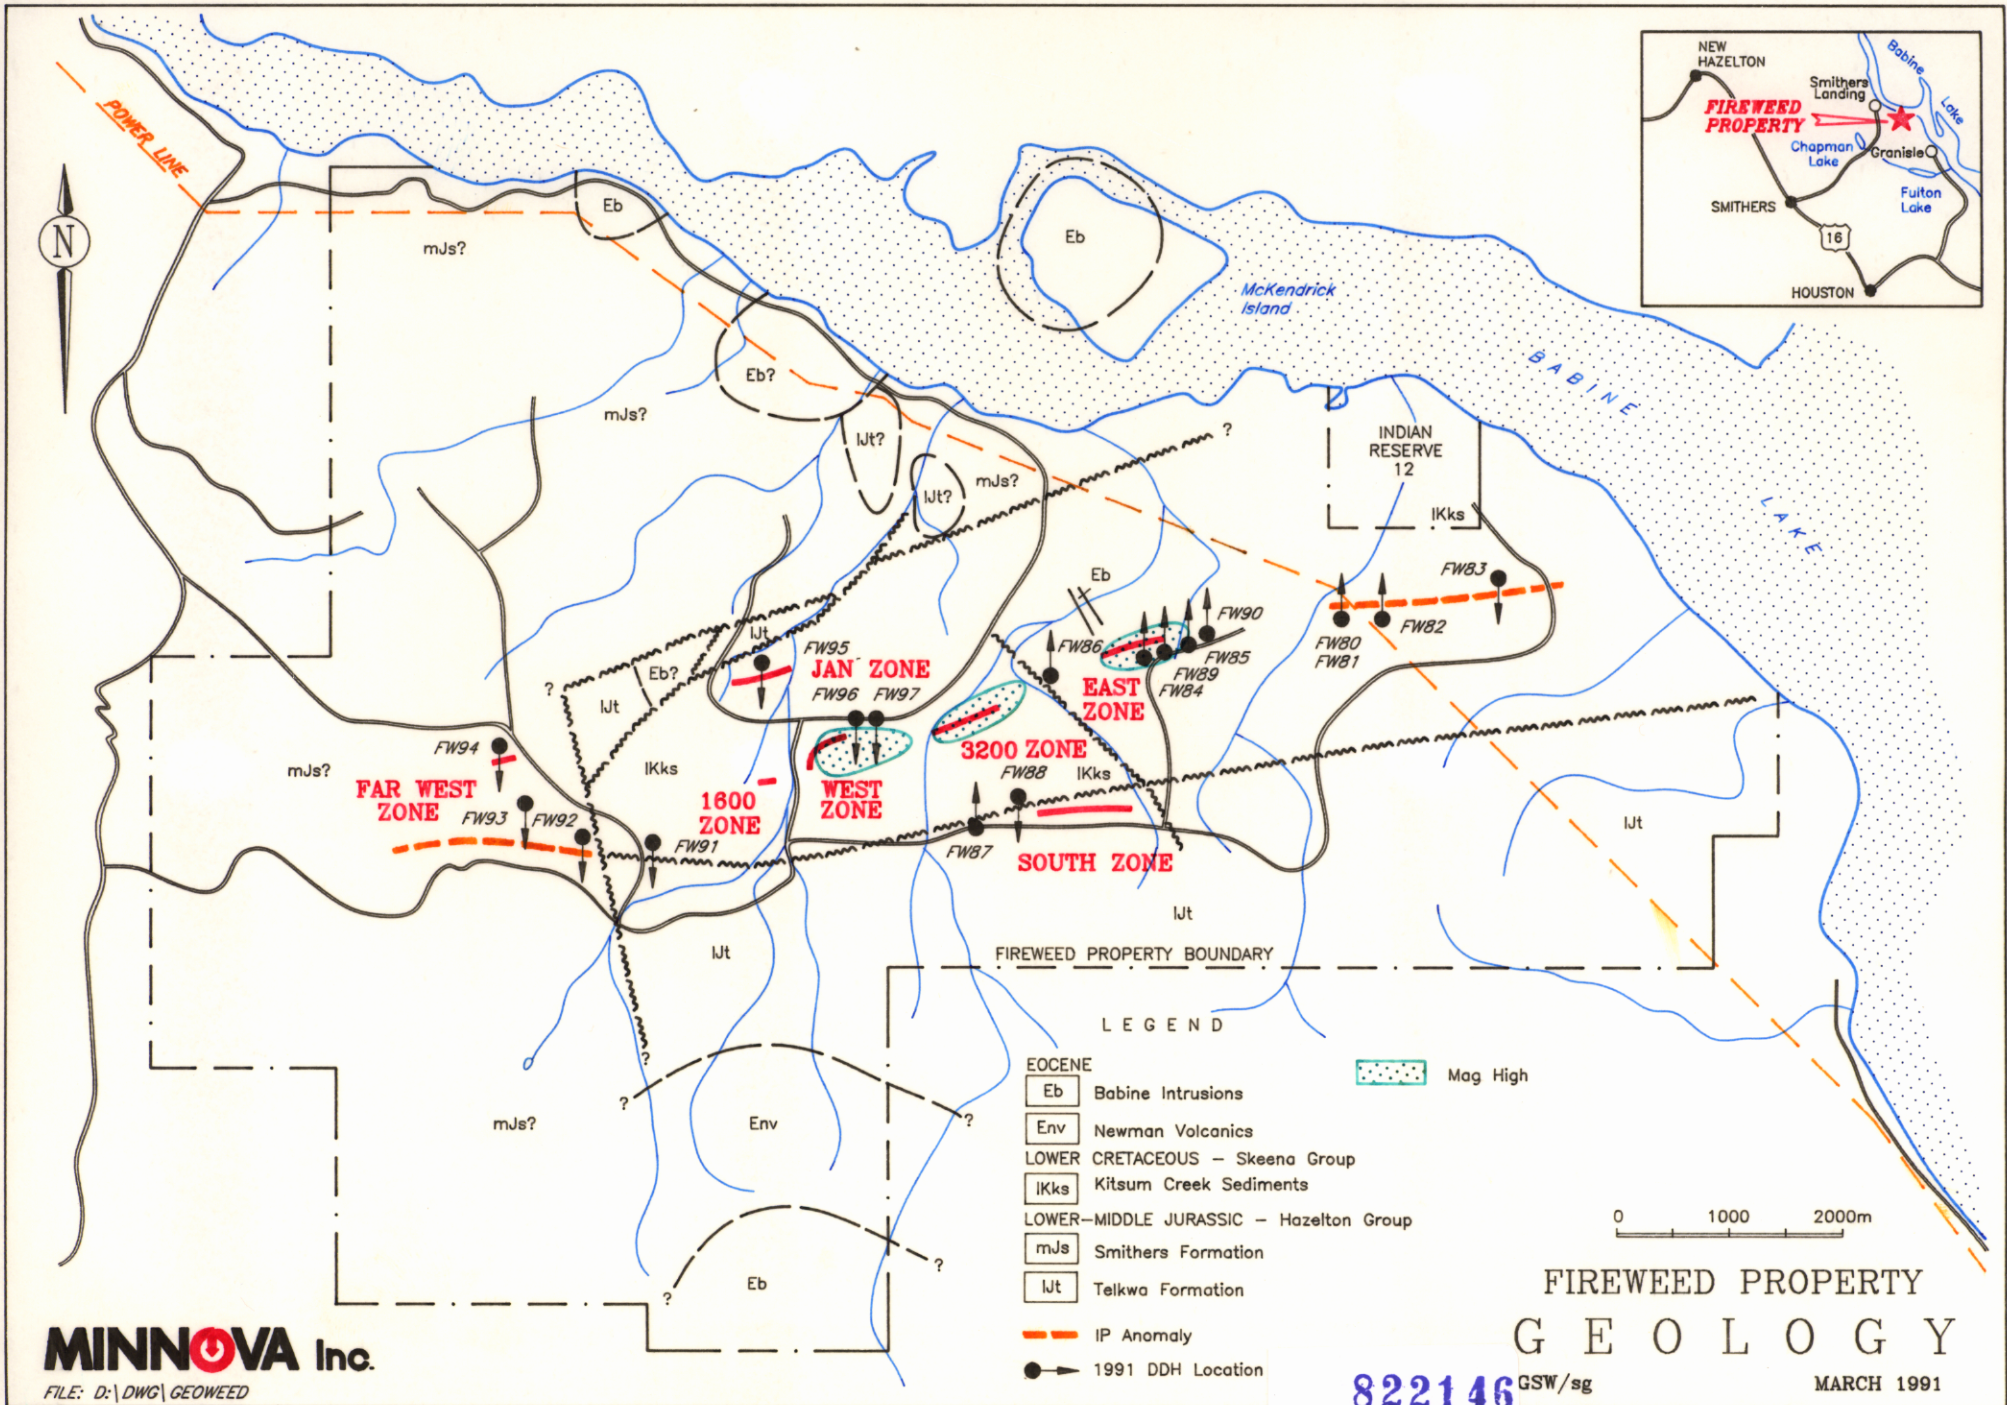 POWER LINE
N
NEW
HAZELTON
Smithers
Landing
Babine
Lake
FIREWEED
PROPERTY
Chapman
Lake
Granisle
Fulton
Lake
SMITHERS
16
HOUSTON
Eb
mJs?
Eb
McKendrick
Island
BABINE
LAKE
Eb?
mJs?
lJt?
lJt?
mJs?
?
INDIAN
RESERVE
12
lKks
Eb
FW83
FW90
FW86
FW80
FW81
FW82
FW85
FW89
FW84
EAST
ZONE
lJt
FW95
JAN ZONE
Eb?
?
lJt
FW96
FW97
3200 ZONE
lKks
FW94
mJs?
lKks
FAR WEST
ZONE
1600
ZONE
WEST
ZONE
FW88
FW93
FW92
FW91
FW87
SOUTH ZONE
lJt
lJt
lJt
FIREWEED PROPERTY BOUNDARY
?
?
?
mJs?
Env
?
?
Eb
LEGEND
EOCENE
Eb Babine Intrusions
Env Newman Volcanics
LOWER CRETACEOUS – Skeena Group
lKks Kitsum Creek Sediments
LOWER–MIDDLE JURASSIC – Hazelton Group
mJs Smithers Formation
lJt Telkwa Formation
IP Anomaly
1991 DDH Location
Mag High
0 1000 2000m
FIREWEED PROPERTY
GEOLOGY
GSW/sg MARCH 1991
822146
MINNOVA Inc.
FILE: D:\DWG\GEOWEED